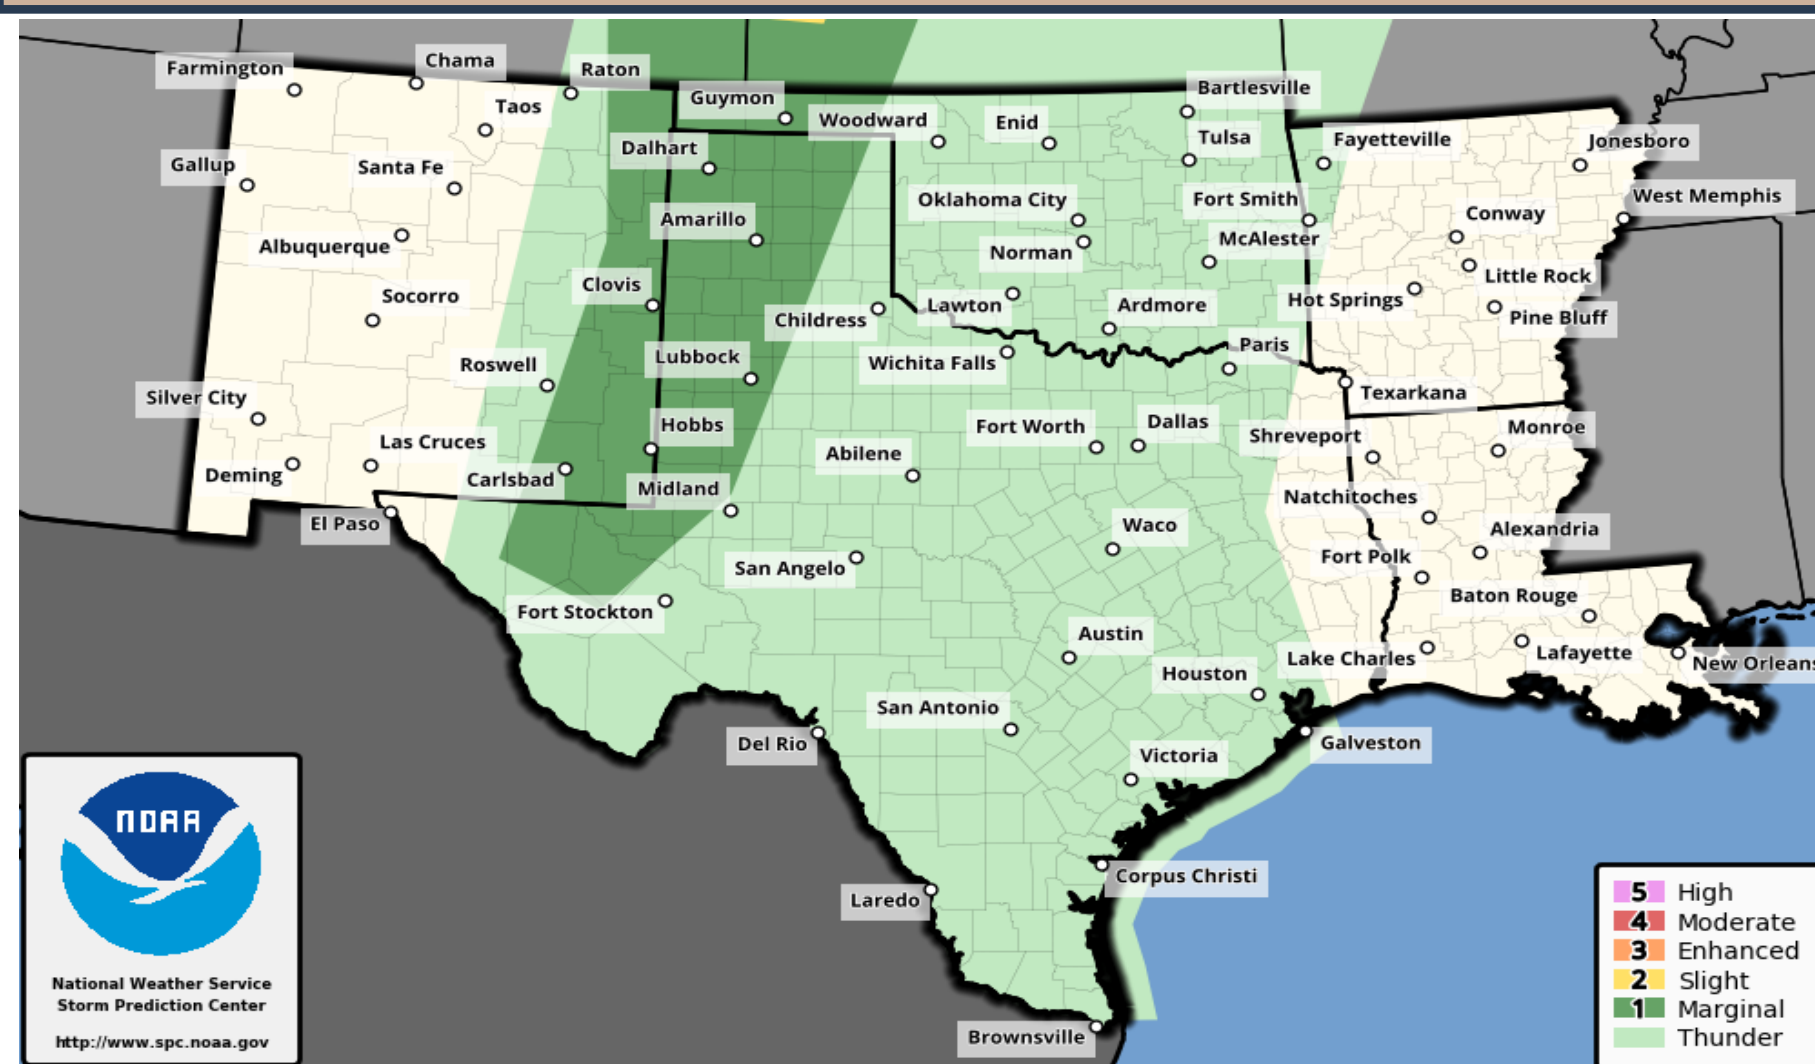 Farmington
Chama
Raton
Taos
Guymon
Woodward
Enid
Bartlesville
Tulsa
Fayetteville
Jonesboro
Gallup
Santa Fe
Dalhart
Oklahoma City
Fort Smith
West Memphis
Conway
Albuquerque
Amarillo
Norman
McAlester
Little Rock
Socorro
Clovis
Childress
Lawton
Ardmore
Hot Springs
Pine Bluff
Roswell
Lubbock
Wichita Falls
Paris
Texarkana
Silver City
Las Cruces
Hobbs
Fort Worth
Dallas
Shreveport
Monroe
Deming
Carlsbad
Midland
Abilene
Natchitoches
El Paso
Waco
Alexandria
San Angelo
Fort Polk
Baton Rouge
Fort Stockton
Austin
Lake Charles
Lafayette
New Orleans
Houston
San Antonio
Del Rio
Galveston
Victoria
Corpus Christi
Laredo
Brownsville
NOAA
National Weather Service
Storm Prediction Center
http://www.spc.noaa.gov
5 High
4 Moderate
3 Enhanced
2 Slight
1 Marginal
Thunder